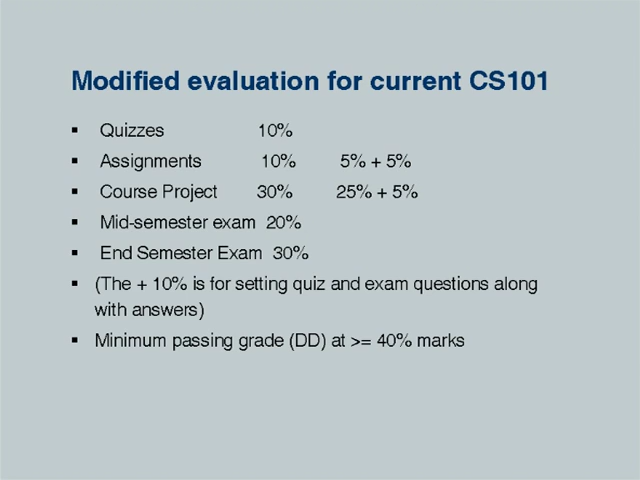 Modified evaluation for current CS101
▪ Quizzes 10%
▪ Assignments 10% 5% + 5%
▪ Course Project 30% 25% + 5%
▪ Mid-semester exam 20%
▪ End Semester Exam 30%
▪ (The + 10% is for setting quiz and exam questions along
with answers)
▪ Minimum passing grade (DD) at >= 40% marks